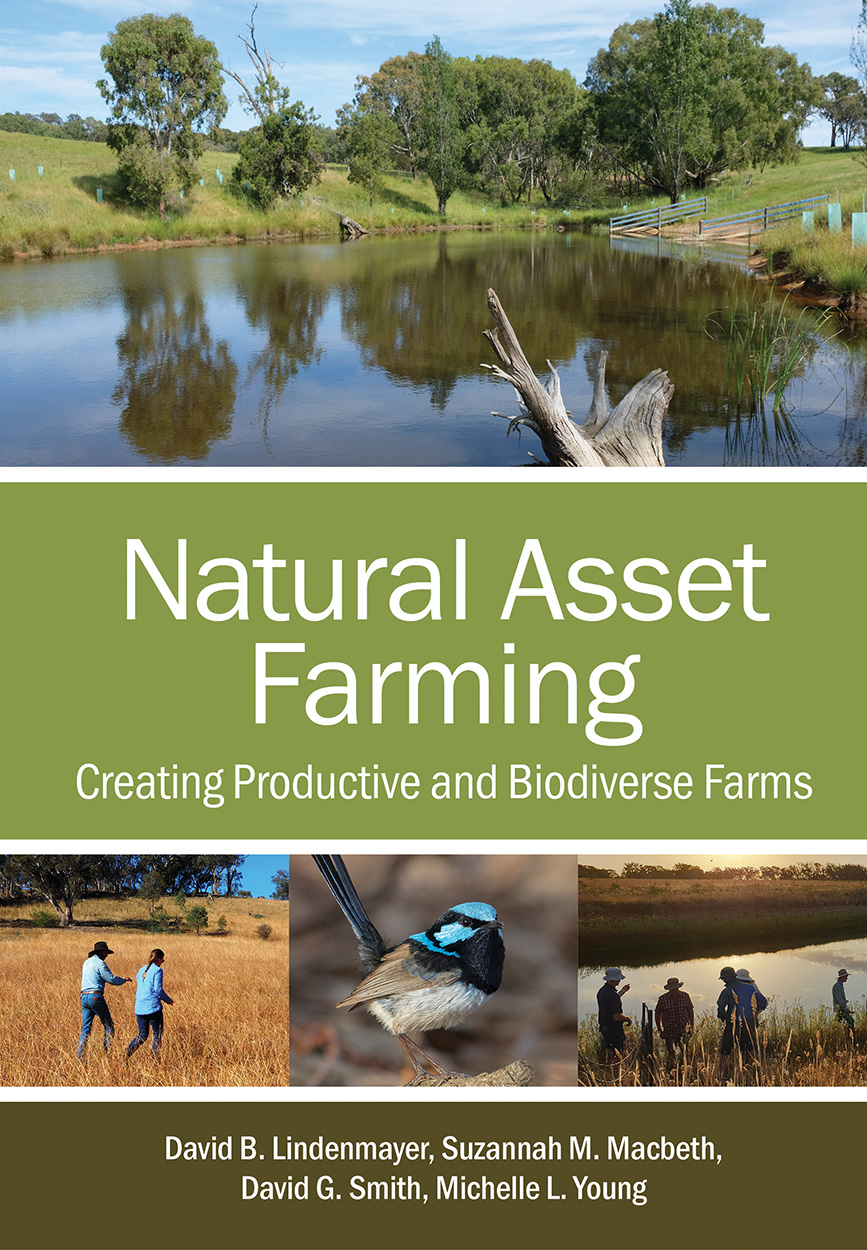 Natural Asset
Farming
Creating Productive and Biodiverse Farms
David B. Lindenmayer, Suzannah M. Macbeth,
David G. Smith, Michelle L. Young